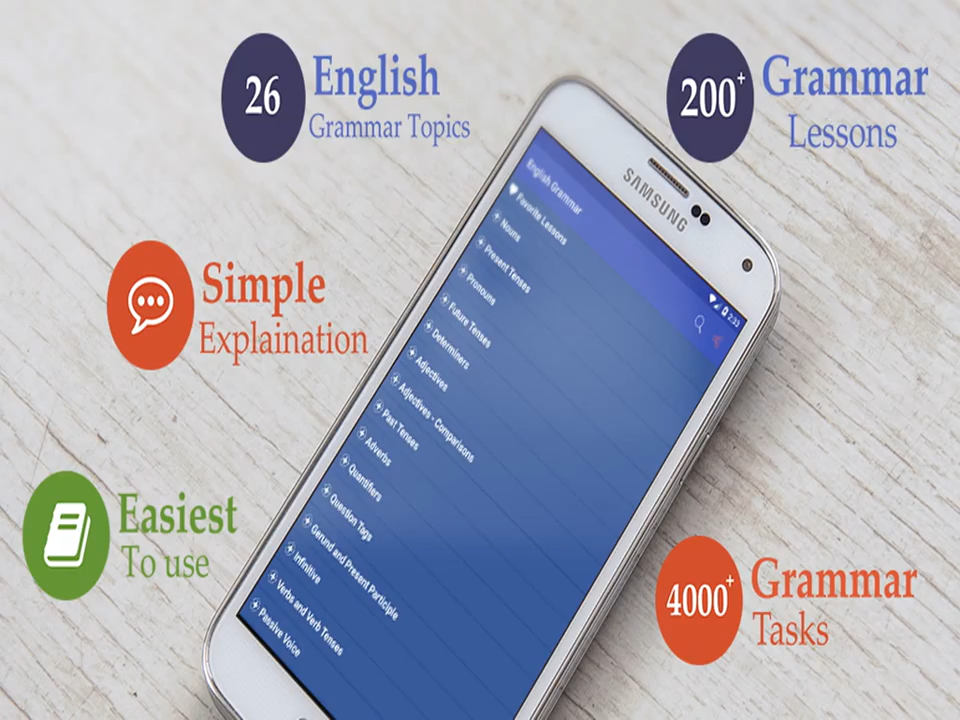 26
English
Grammar Topics
200+
Grammar
Lessons
Simple
Explaination
Easiest
To use
4000+
Grammar
Tasks
SAMSUNG
2:33
English Grammar
Favorite Lessons
Nouns
Present Tenses
Pronouns
Future Tenses
Determiners
Adjectives
Adjectives - Comparisons
Past Tenses
Adverbs
Quantifiers
Question Tags
Gerund and Present Participle
Infinitive
Verbs and Verb Tenses
Passive Voice